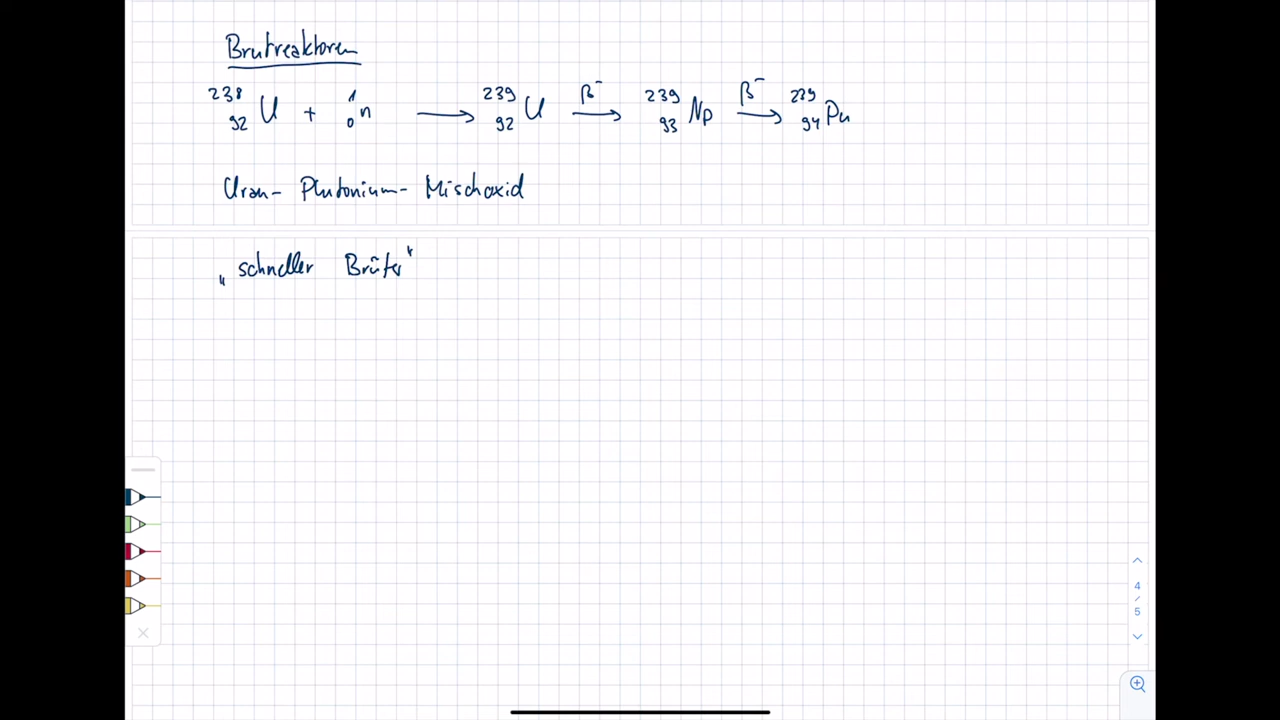 Brutreaktoren
²³⁸₉₂U + ¹₀n ⟶ ²³⁹₉₂U —β⁻→ ²³⁹₉₃Np —β⁻→ ²³⁹₉₄Pu
Uran- Plutonium- Mischoxid
„schneller Brüter"
4
/
5